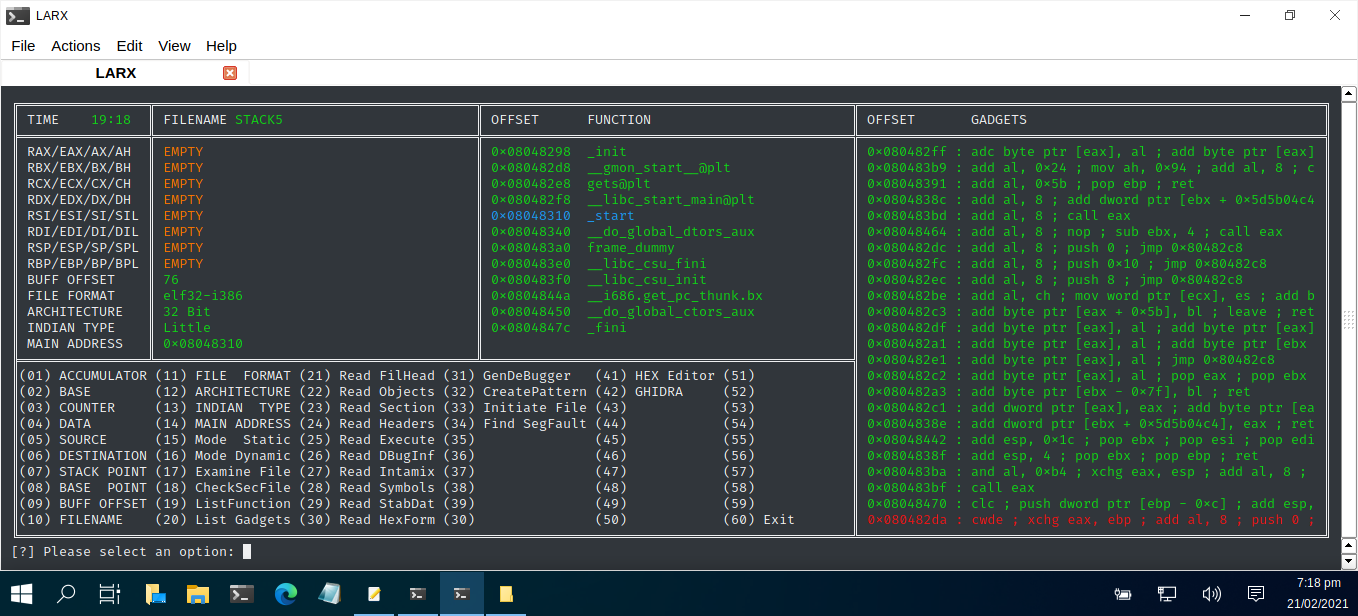 LARX
File Actions Edit View Help
LARX
TIME 19:18 FILENAME STACK5 OFFSET FUNCTION OFFSET GADGETS
RAX/EAX/AX/AH EMPTY 0×08048298 _init 0×080482ff : adc byte ptr [eax], al ; add byte ptr [eax]
RBX/EBX/BX/BH EMPTY 0×080482d8 __gmon_start__@plt 0×080483b9 : add al, 0×24 ; mov ah, 0×94 ; add al, 8 ; c
RCX/ECX/CX/CH EMPTY 0×080482e8 gets@plt 0×08048391 : add al, 0×5b ; pop ebp ; ret
RDX/EDX/DX/DH EMPTY 0×080482f8 __libc_start_main@plt 0×0804838c : add al, 8 ; add dword ptr [ebx + 0×5d5b04c4
RSI/ESI/SI/SIL EMPTY 0×08048310 _start 0×080483bd : add al, 8 ; call eax
RDI/EDI/DI/DIL EMPTY 0×08048340 __do_global_dtors_aux 0×08048464 : add al, 8 ; nop ; sub ebx, 4 ; call eax
RSP/ESP/SP/SPL EMPTY 0×080483a0 frame_dummy 0×080482dc : add al, 8 ; push 0 ; jmp 0×80482c8
RBP/EBP/BP/BPL EMPTY 0×080483e0 __libc_csu_fini 0×080482fc : add al, 8 ; push 0×10 ; jmp 0×80482c8
BUFF OFFSET 76 0×080483f0 __libc_csu_init 0×080482ec : add al, 8 ; push 8 ; jmp 0×80482c8
FILE FORMAT elf32-i386 0×0804844a __i686.get_pc_thunk.bx 0×080482be : add al, ch ; mov word ptr [ecx], es ; add b
ARCHITECTURE 32 Bit 0×08048450 __do_global_ctors_aux 0×080482c3 : add byte ptr [eax + 0×5b], bl ; leave ; ret
INDIAN TYPE Little 0×0804847c _fini 0×080482df : add byte ptr [eax], al ; add byte ptr [eax]
MAIN ADDRESS 0×08048310 0×080482a1 : add byte ptr [eax], al ; add byte ptr [ebx
0×080482e1 : add byte ptr [eax], al ; jmp 0×80482c8
(01) ACCUMULATOR (11) FILE FORMAT (21) Read FilHead (31) GenDeBugger (41) HEX Editor (51) 0×080482c2 : add byte ptr [eax], al ; pop eax ; pop ebx
(02) BASE (12) ARCHITECTURE (22) Read Objects (32) CreatePattern (42) GHIDRA (52) 0×080482a3 : add byte ptr [ebx - 0×7f], bl ; ret
(03) COUNTER (13) INDIAN TYPE (23) Read Section (33) Initiate File (43) (53) 0×080482c1 : add dword ptr [eax], eax ; add byte ptr [ea
(04) DATA (14) MAIN ADDRESS (24) Read Headers (34) Find SegFault (44) (54) 0×0804838e : add dword ptr [ebx + 0×5d5b04c4], eax ; ret
(05) SOURCE (15) Mode Static (25) Read Execute (35) (45) (55) 0×08048442 : add esp, 0×1c ; pop ebx ; pop esi ; pop edi
(06) DESTINATION (16) Mode Dynamic (26) Read DBugInf (36) (46) (56) 0×0804838f : add esp, 4 ; pop ebx ; pop ebp ; ret
(07) STACK POINT (17) Examine File (27) Read Intamix (37) (47) (57) 0×080483ba : and al, 0×b4 ; xchg eax, esp ; add al, 8 ;
(08) BASE POINT (18) CheckSecFile (28) Read Symbols (38) (48) (58) 0×080483bf : call eax
(09) BUFF OFFSET (19) ListFunction (29) Read StabDat (39) (49) (59) 0×08048470 : clc ; push dword ptr [ebp - 0×c] ; add esp,
(10) FILENAME (20) List Gadgets (30) Read HexForm (30) (50) (60) Exit 0×080482da : cwde ; xchg eax, ebp ; add al, 8 ; push 0 ;
[?] Please select an option:
7:18 pm
21/02/2021